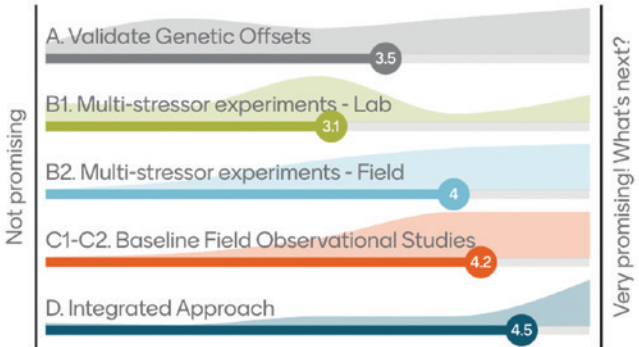 Not promising
A. Validate Genetic Offsets
3.5
B1. Multi-stressor experiments - Lab
3.1
B2. Multi-stressor experiments - Field
4
C1-C2. Baseline Field Observational Studies
4.2
D. Integrated Approach
4.5
Very promising! What's next?